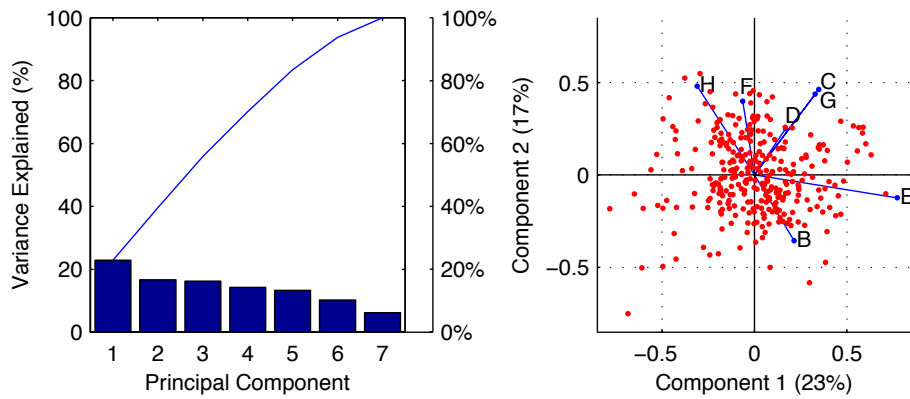 Variance Explained (%)
100
80
60
40
20
0
100%
80%
60%
40%
20%
0%
1 2 3 4 5 6 7
Principal Component
Component 2 (17%)
0.5
0
−0.5
H F C
G
D
E
B
−0.5 0 0.5
Component 1 (23%)